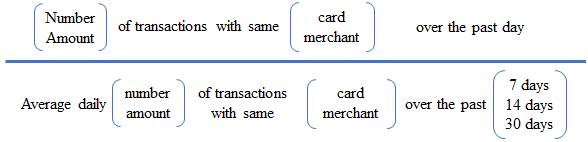 Number
Amount
of transactions with same
card
merchant
over the past day
Average daily
number
amount
of transactions
with same
card
merchant
over the past
7 days
14 days
30 days